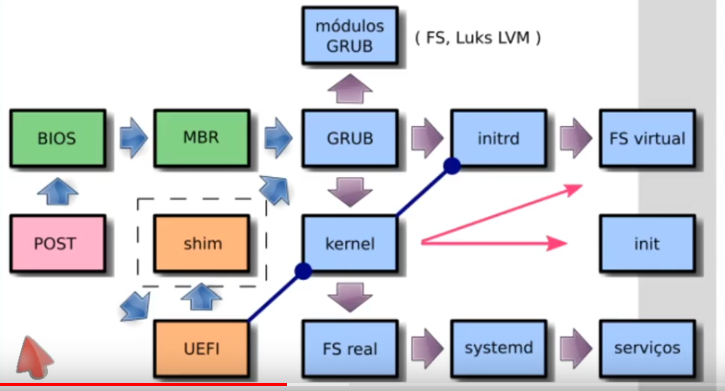 módulos
GRUB
( FS, Luks LVM )
BIOS
MBR
GRUB
initrd
FS virtual
POST
shim
kernel
init
UEFI
FS real
systemd
serviços